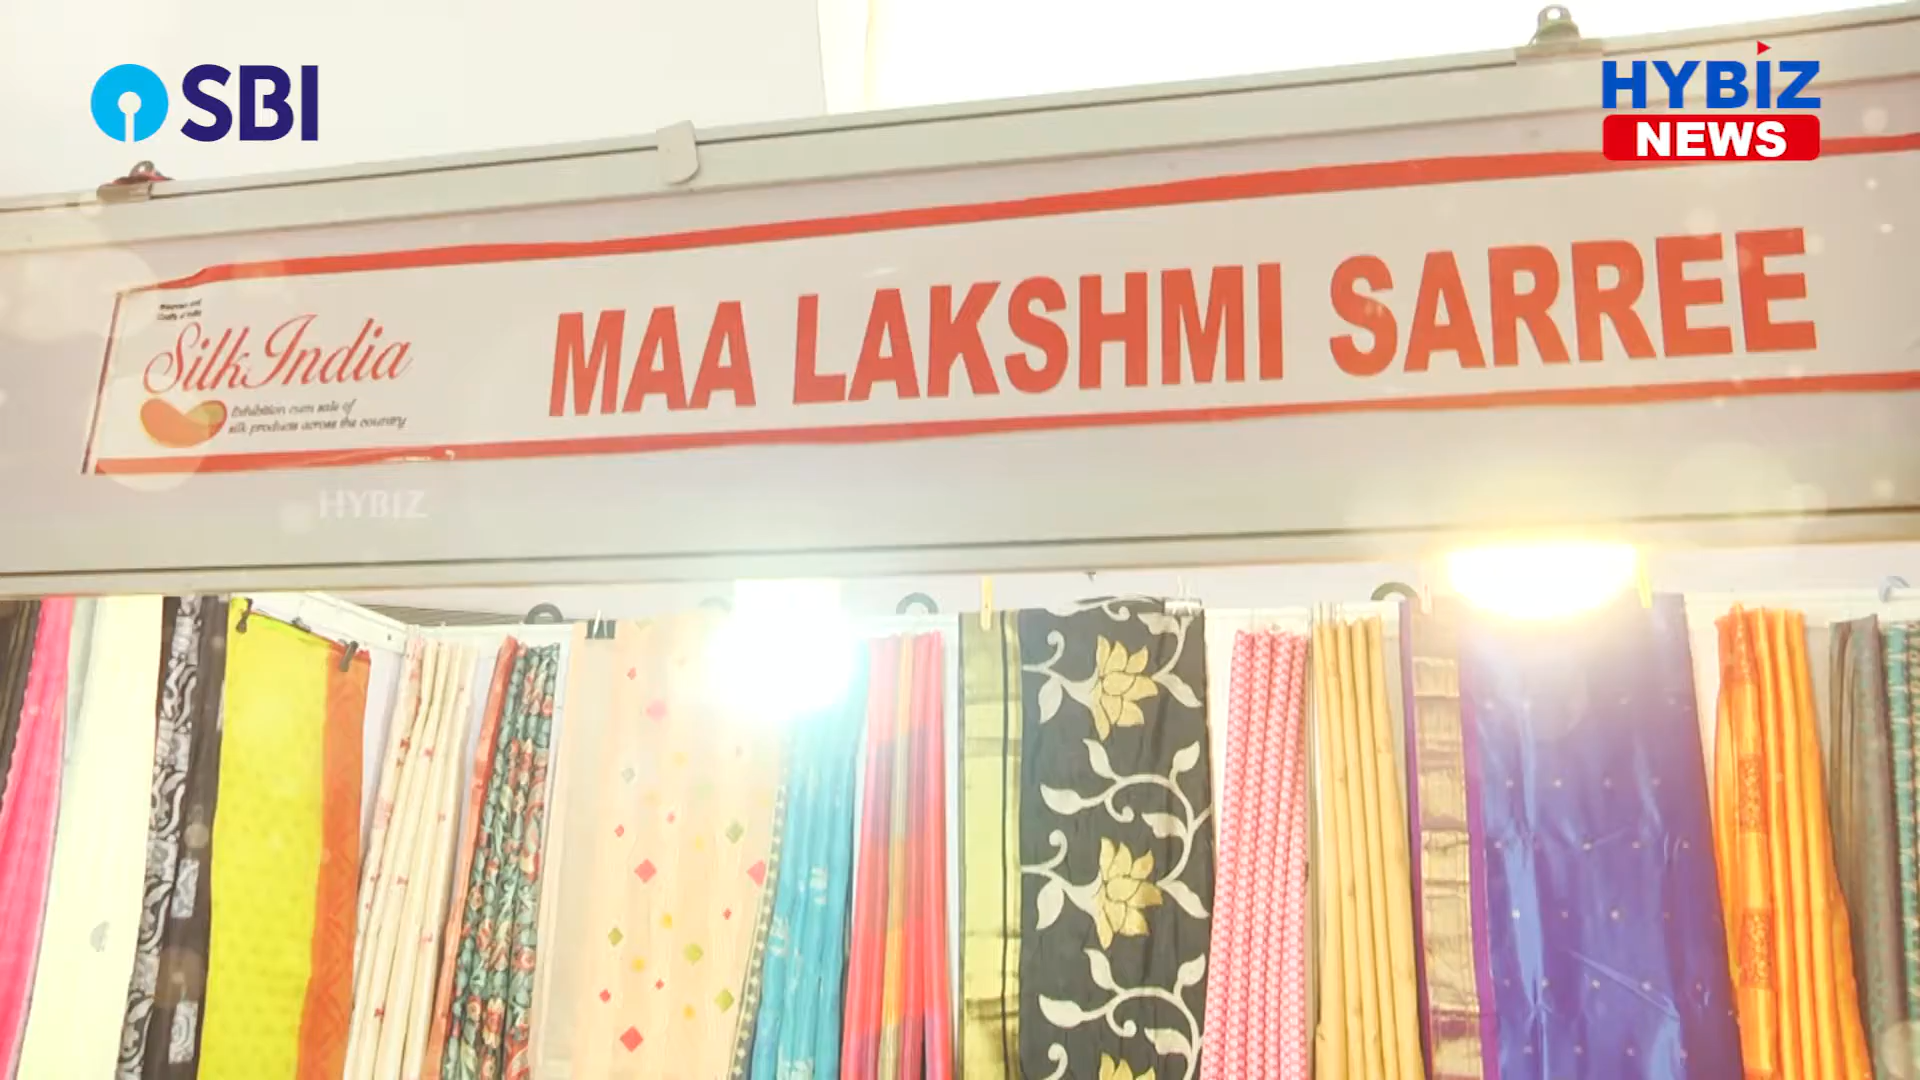 SBI
HYBIZ
NEWS
Silk India
Exhibition cum sale of
silk products across the country
MAA LAKSHMI SARREE
HYBIZ